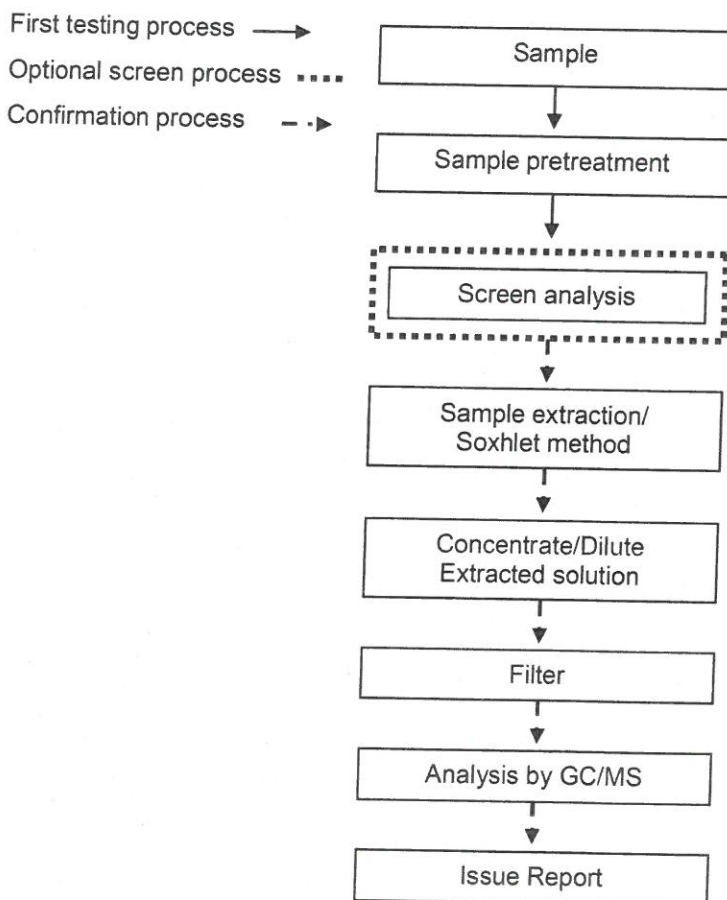 First testing process
Optional screen process
Confirmation process
Sample
Sample pretreatment
Screen analysis
Sample extraction/
Soxhlet method
Concentrate/Dilute
Extracted solution
Filter
Analysis by GC/MS
Issue Report